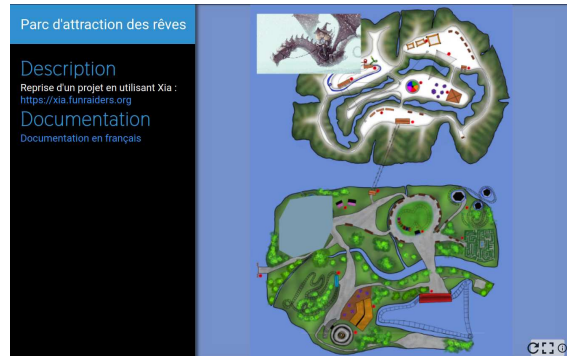 Parc d'attraction des rêves
Description
Reprise d'un projet en utilisant Xia :
https://xia.funraiders.org
Documentation
Documentation en français